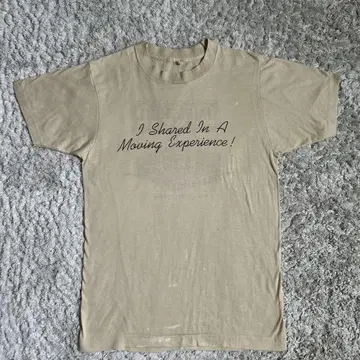 I Shared In A
Moving Experience!